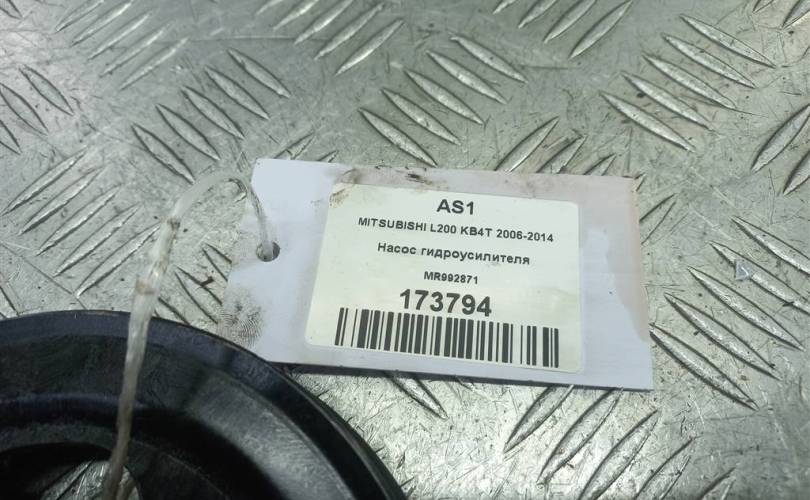 AS1
MITSUBISHI L200 KB4T 2006-2014
Насос гидроусилителя
MR992871
173794